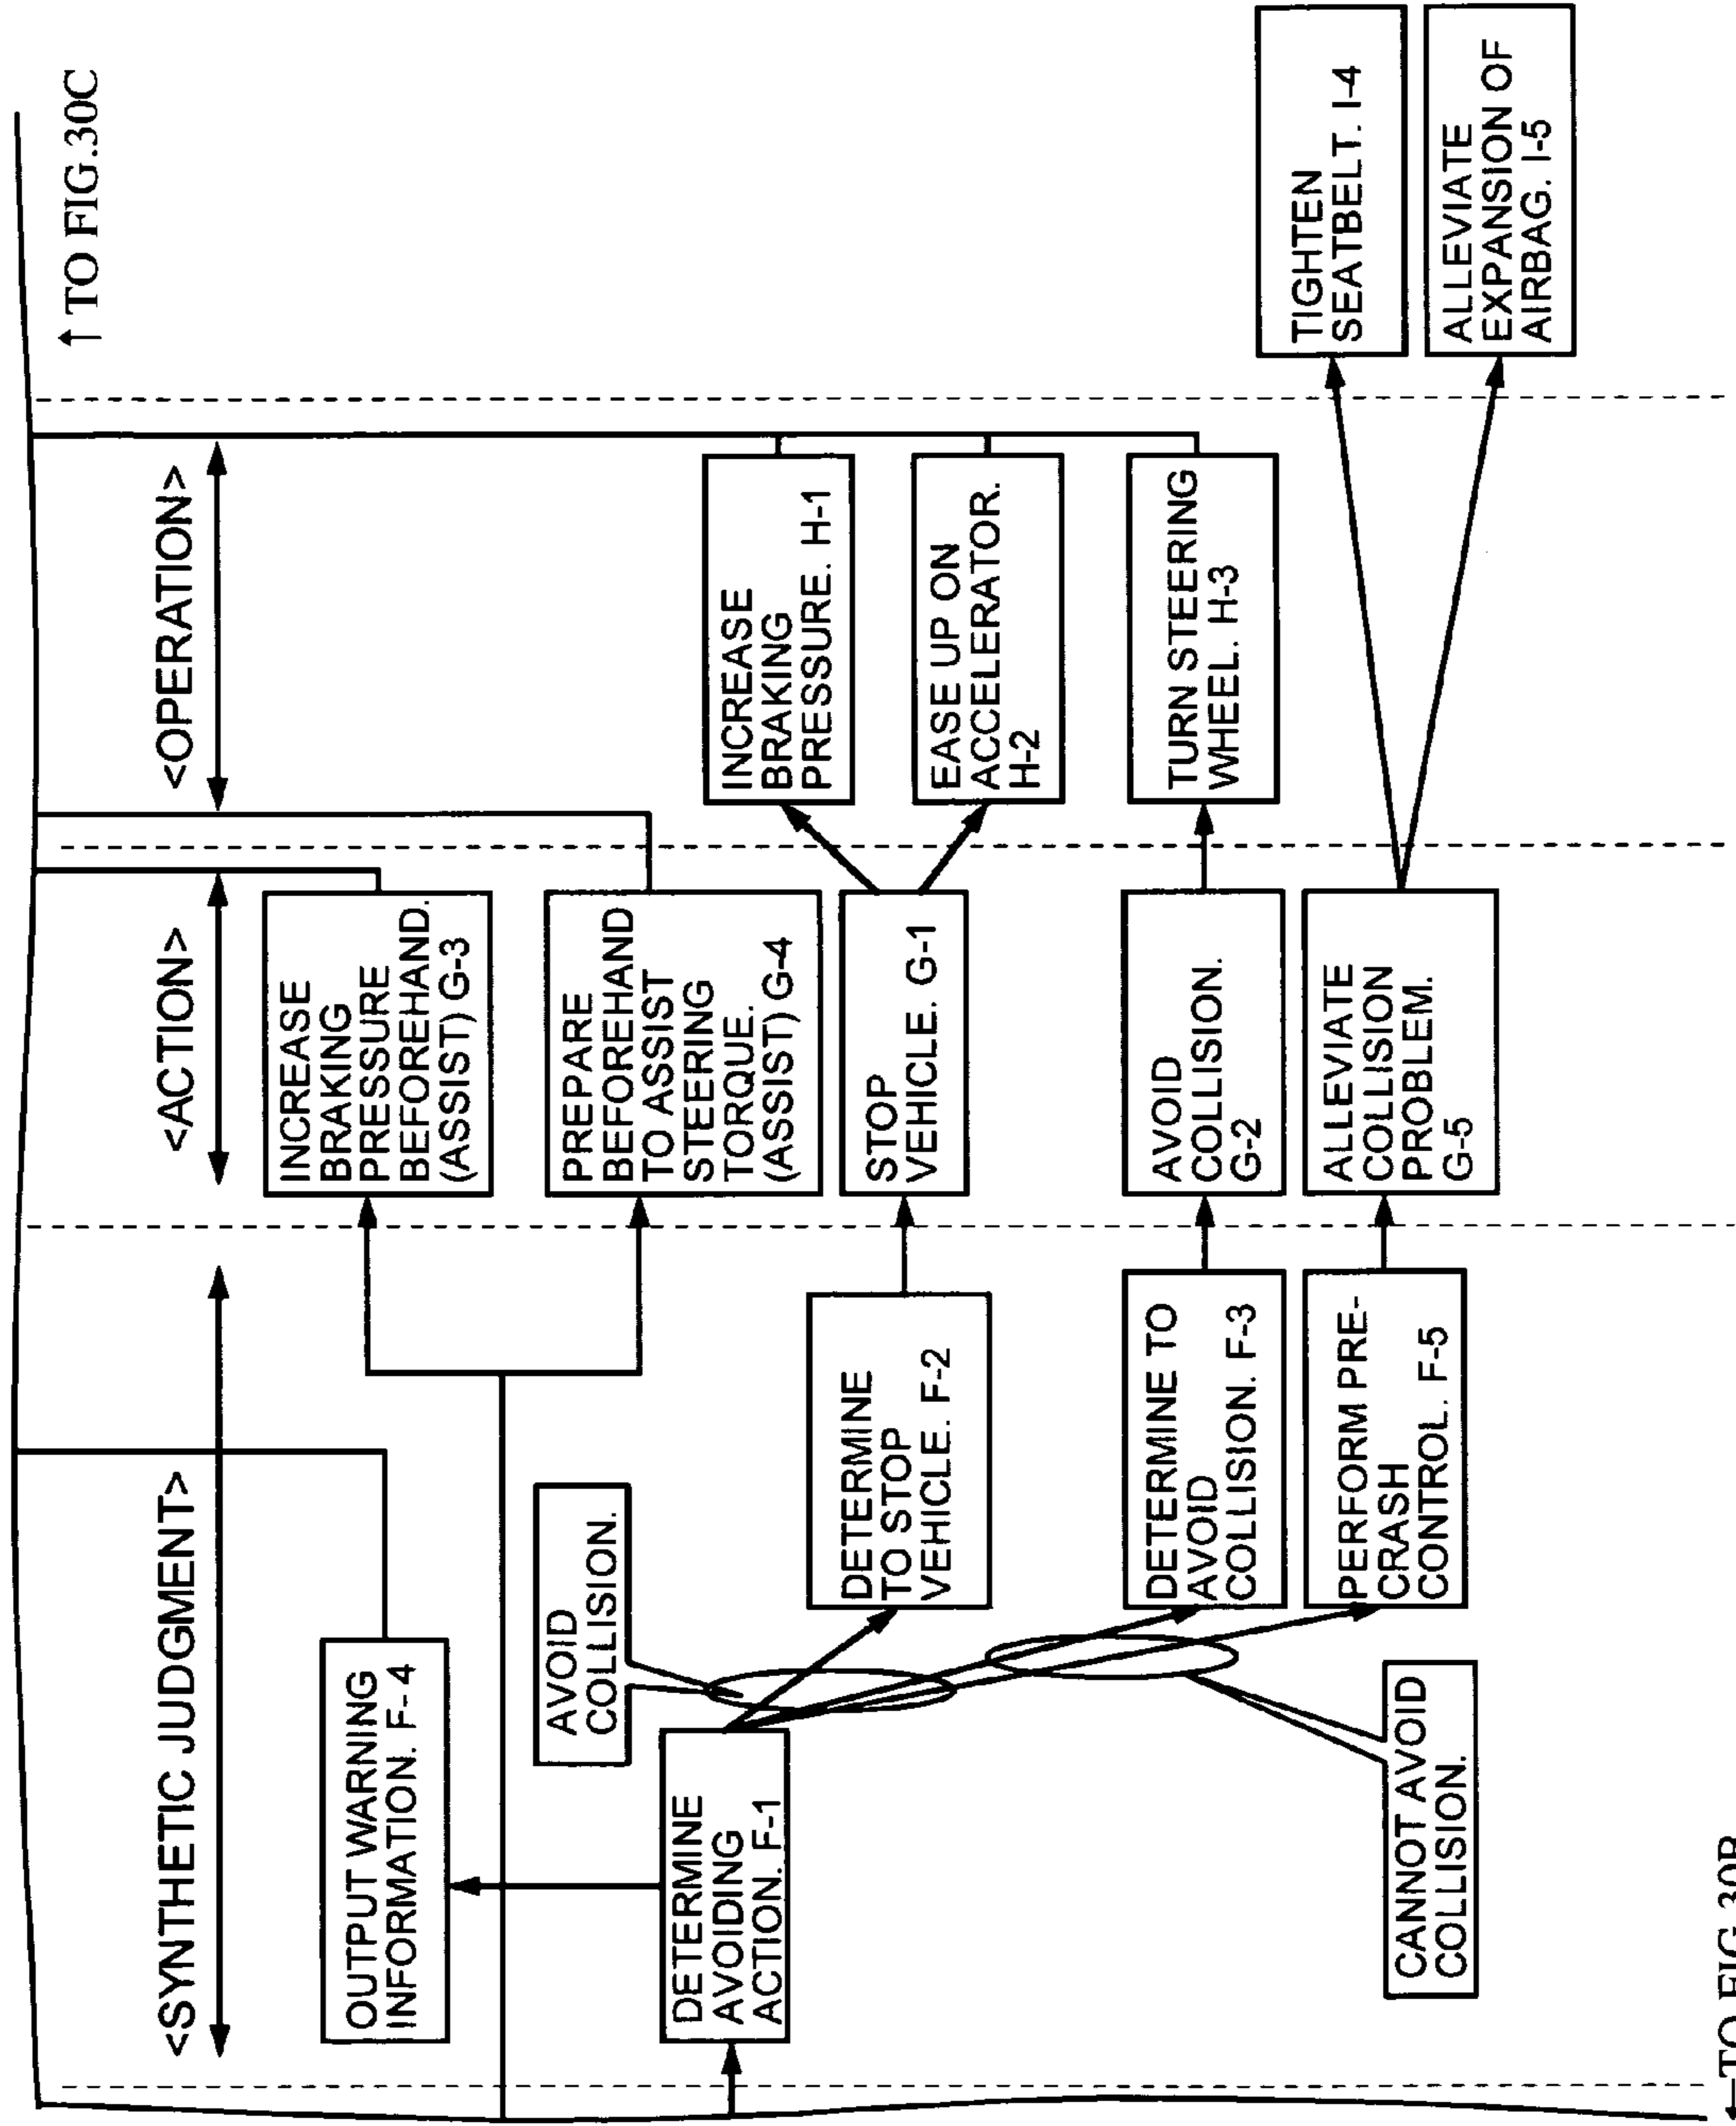 ↑ TO FIG.30C
<SYNTHETIC JUDGMENT>
<ACTION>
<OPERATION>
OUTPUT WARNING
INFORMATION. F-4
DETERMINE
AVOIDING
ACTION. F-1
AVOID
COLLISION.
CANNOT AVOID
COLLISION.
DETERMINE
TO STOP
VEHICLE. F-2
DETERMINE TO
AVOID
COLLISION. F-3
PERFORM PRE-
CRASH
CONTROL. F-5
INCREASE
BRAKING
PRESSURE
BEFOREHAND.
(ASSIST) G-3
PREPARE
BEFOREHAND
TO ASSIST
STEERING
TORQUE.
(ASSIST) G-4
STOP
VEHICLE. G-1
AVOID
COLLISION.
G-2
ALLEVIATE
COLLISION
PROBLEM.
G-5
INCREASE
BRAKING
PRESSURE. H-1
EASE UP ON
ACCELERATOR.
H-2
TURN STEERING
WHEEL. H-3
TIGHTEN
SEATBELT. I-4
ALLEVIATE
EXPANSION OF
AIRBAG. I-5
← TO FIG.30B